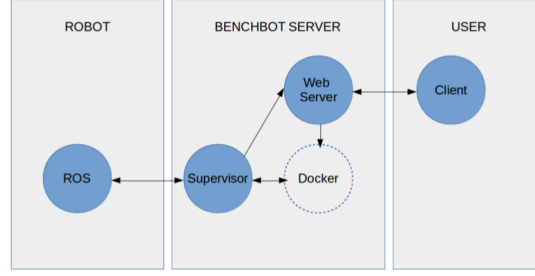 ROBOT
BENCHBOT SERVER
USER
Web
Server
Client
ROS
Supervisor
Docker